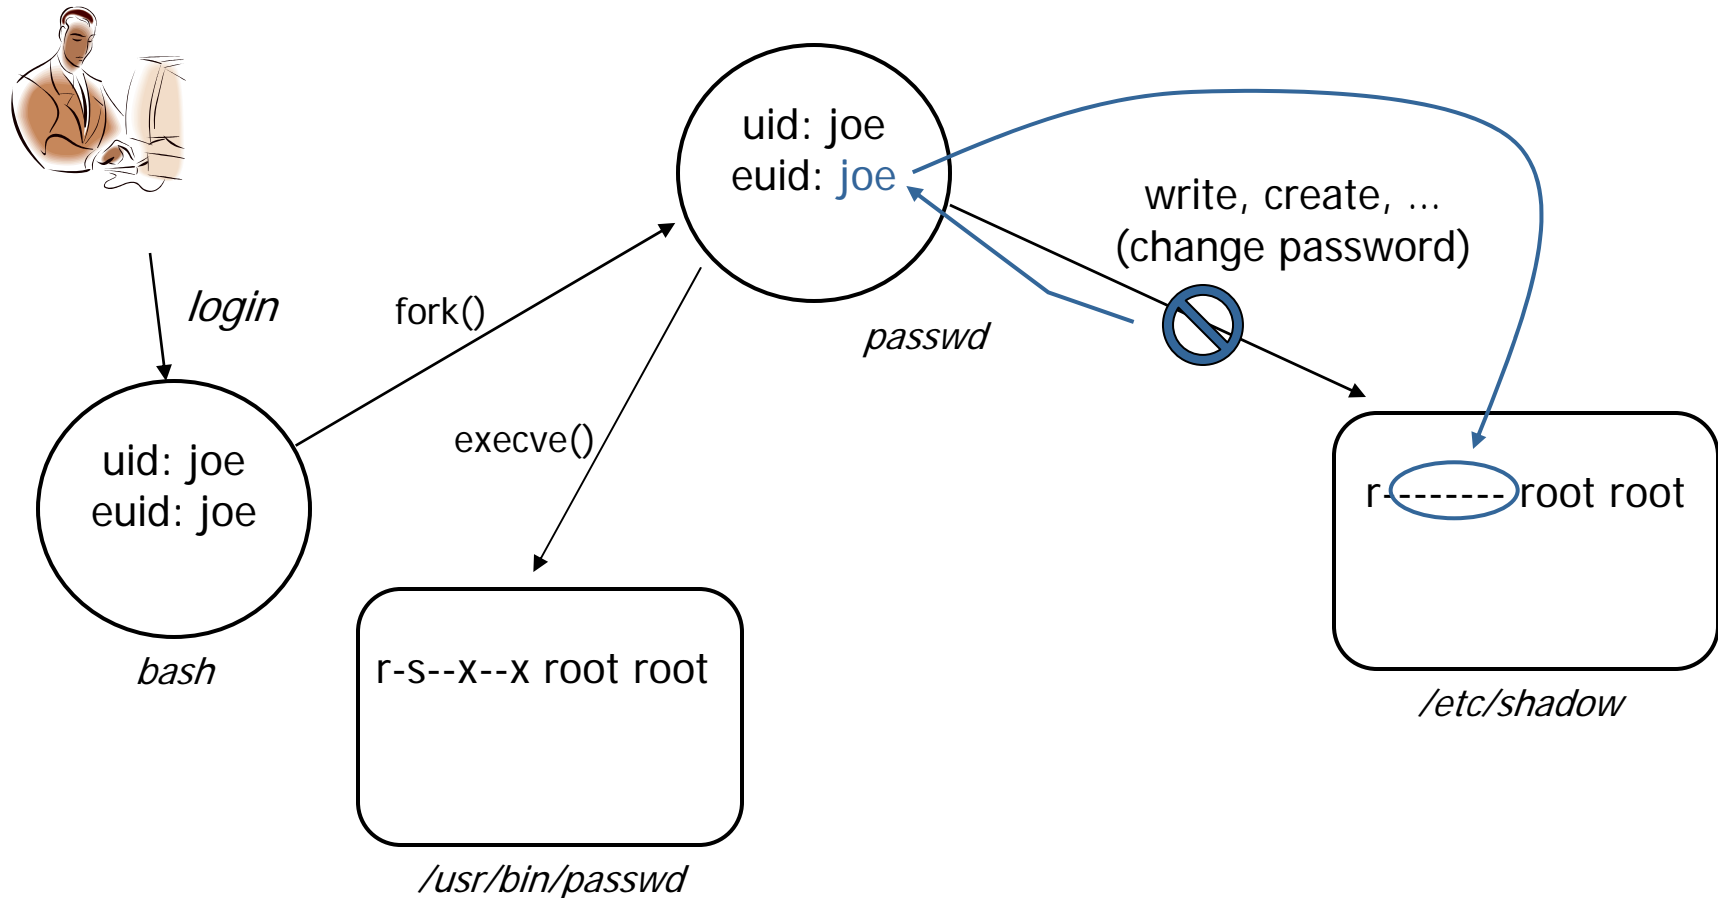 uid: joe
euid: joe
write, create, ...
(change password)
login
fork()
passwd
execve()
uid: joe
euid: joe
r-------- root root
bash
r-s--x--x root root
/etc/shadow
/usr/bin/passwd